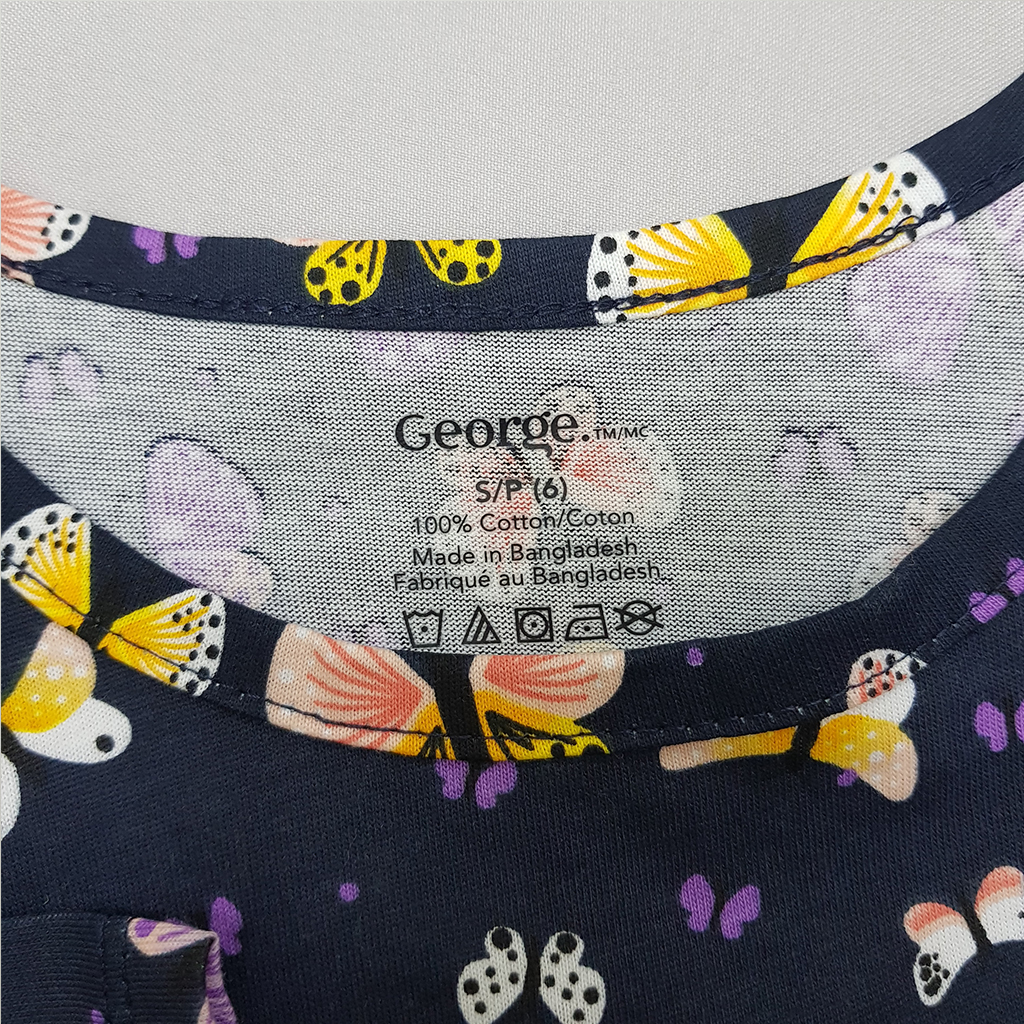 George.TM/MC
S/P (6)
100% Cotton/Coton
Made in Bangladesh
Fabriqué au Bangladesh